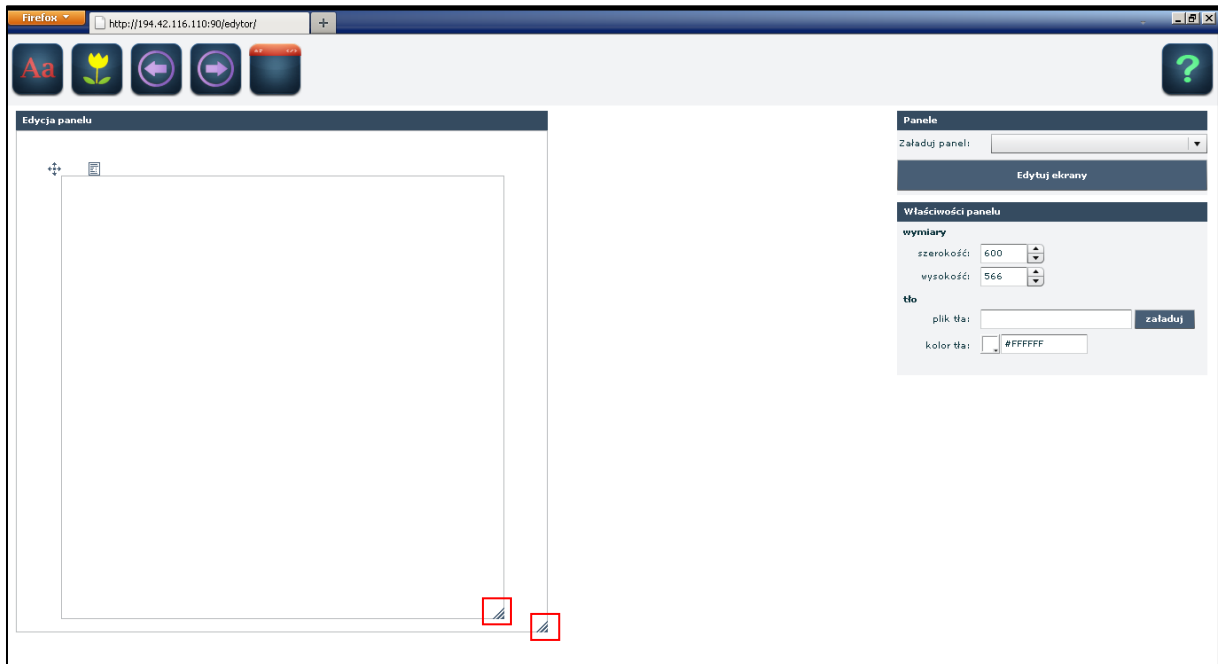 Firefox
http://194.42.116.110:90/edytor/
+
Aa
?
Edycja panelu
Panele
Załaduj panel:
Edytuj ekrany
Właściwości panelu
wymiary
szerokość: 600
wysokość: 566
tło
plik tła: załaduj
kolor tła: #FFFFFF